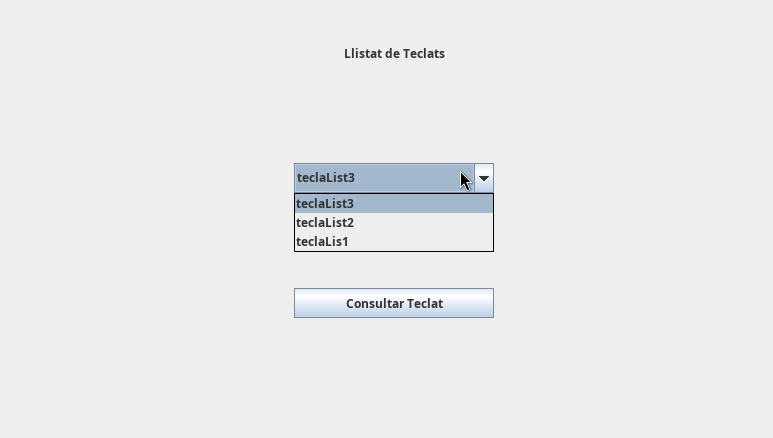 Llistat de Teclats
teclaList3
teclaList3
teclaList2
teclaLis1
Consultar Teclat